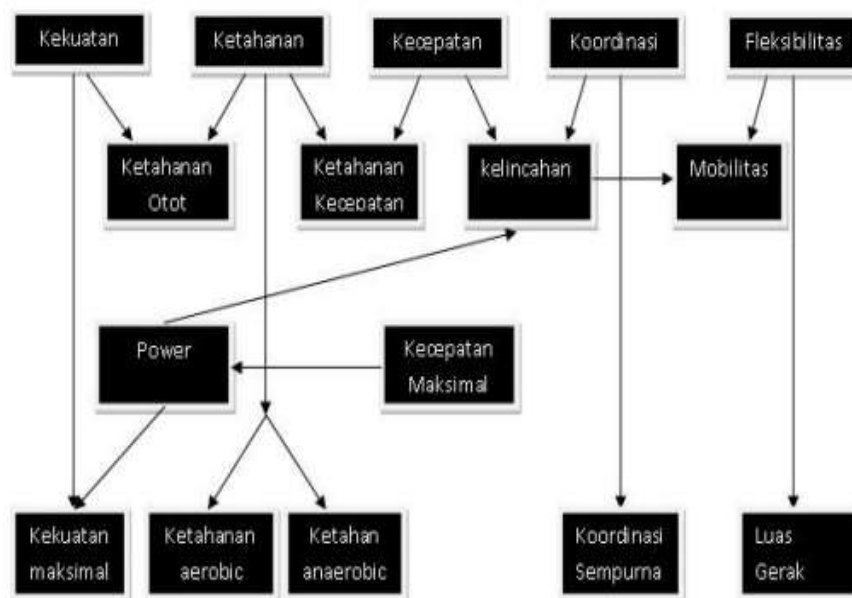 Kekuatan
Ketahanan
Kecepatan
Koordinasi
Fleksibilitas
Ketahanan
Otot
Ketahanan
Kecepatan
kelincahan
Mobilitas
Power
Kecepatan
Maksimal
Kekuatan
maksimal
Ketahanan
aerobic
Ketahan
anaerobic
Koordinasi
Sempurna
Luas
Gerak